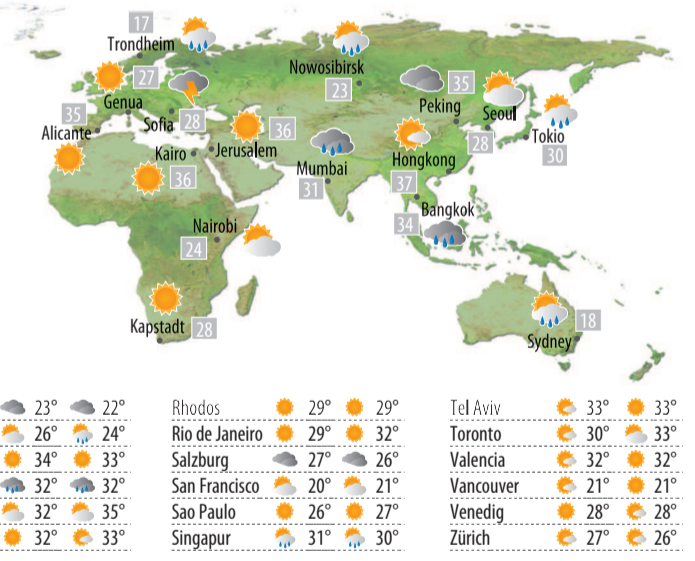 17
Trondheim
Nowosibirsk
23
27
Genua
35
Alicante
Sofia
28
Kairo
36
Jerusalem
36
Mumbai
31
35
Peking
Seoul
28
Tokio
30
Hongkong
37
Bangkok
34
Nairobi
24
Kapstadt
28
18
Sydney
23° 22°
26° 24°
34° 33°
32° 32°
32° 35°
32° 33°
Rhodos 29° 29°
Rio de Janeiro 29° 32°
Salzburg 27° 26°
San Francisco 20° 21°
Sao Paulo 26° 27°
Singapur 31° 30°
Tel Aviv 33° 33°
Toronto 30° 33°
Valencia 32° 32°
Vancouver 21° 21°
Venedig 28° 28°
Zürich 27° 26°